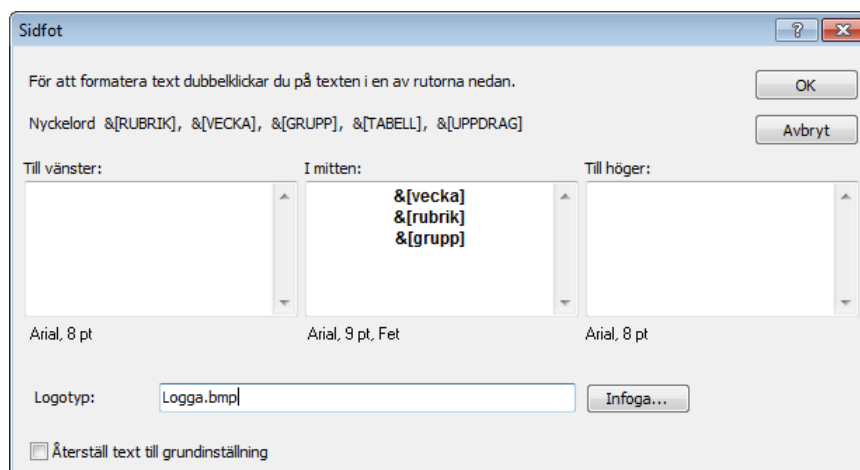 Sidfot
För att formatera text dubbelklickar du på texten i en av rutorna nedan.
OK
Nyckelord &[RUBRIK], &[VECKA], &[GRUPP], &[TABELL], &[UPPDRAG]
Avbryt
Till vänster: I mitten: Till höger:
&[vecka]
&[rubrik]
&[grupp]
Arial, 8 pt Arial, 9 pt, Fet Arial, 8 pt
Logotyp: Logga.bmp Infoga...
Återställ text till grundinställning